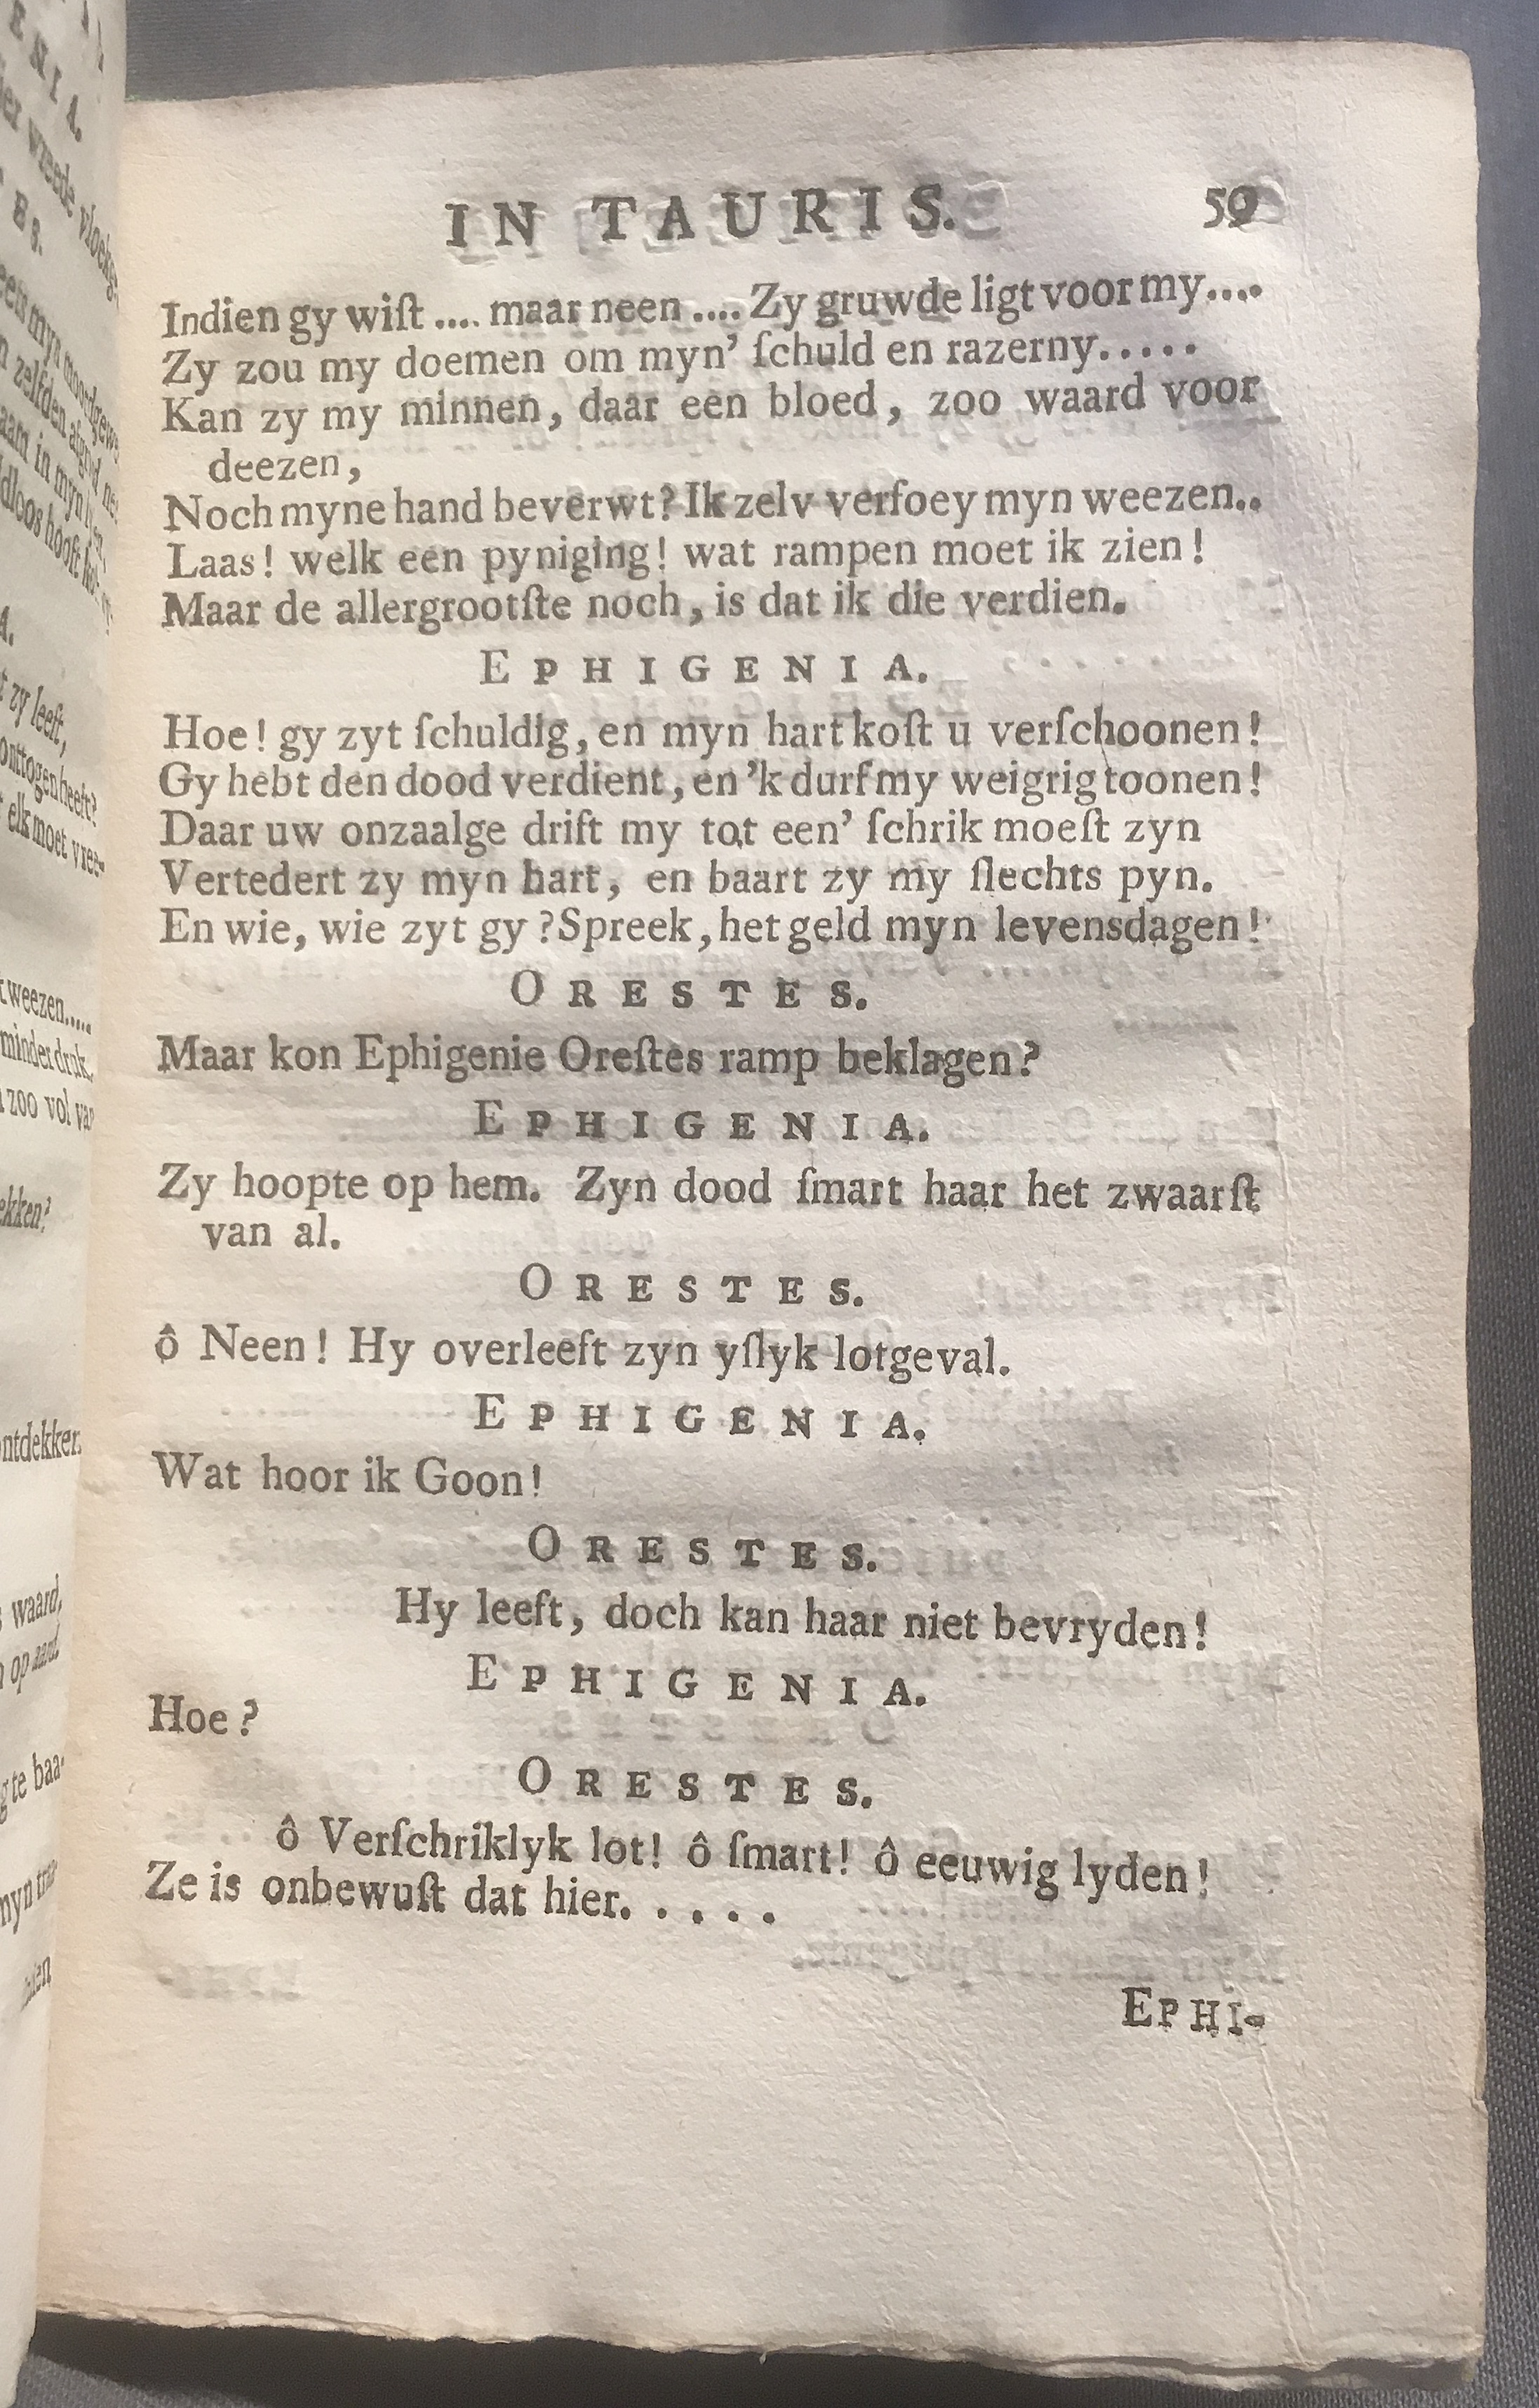 IN TAURIS. 59
Indien gy wiſt .... maar neen .... Zy gruwde ligt voor my....
Zy zou my doemen om myn' ſchuld en razerny.....
Kan zy my minnen, daar een bloed, zoo waard voor
deezen,
Noch myne hand beverwt? Ik zelv verfoey myn weezen..
Laas! welk een pyniging! wat rampen moet ik zien!
Maar de allergrootſte noch, is dat ik die verdien.
EPHIGENIA.
Hoe! gy zyt ſchuldig, en myn hart koſt u verſchoonen!
Gy hebt den dood verdient, en 'k durf my weigrig toonen!
Daar uw onzaalge drift my tot een' ſchrik moeſt zyn
Vertedert zy myn hart, en baart zy my ſlechts pyn.
En wie, wie zyt gy? Spreek, het geld myn levensdagen!
ORESTES.
Maar kon Ephigenie Oreſtes ramp beklagen?
EPHIGENIA.
Zy hoopte op hem. Zyn dood ſmart haar het zwaarſt
van al.
ORESTES.
ô Neen! Hy overleeft zyn yſlyk lotgeval.
EPHIGENIA.
Wat hoor ik Goon!
ORESTES.
Hy leeft, doch kan haar niet bevryden!
EPHIGENIA.
Hoe?
ORESTES.
ô Verſchriklyk lot! ô ſmart! ô eeuwig lyden!
Ze is onbewuſt dat hier. . . . .
EPHI-